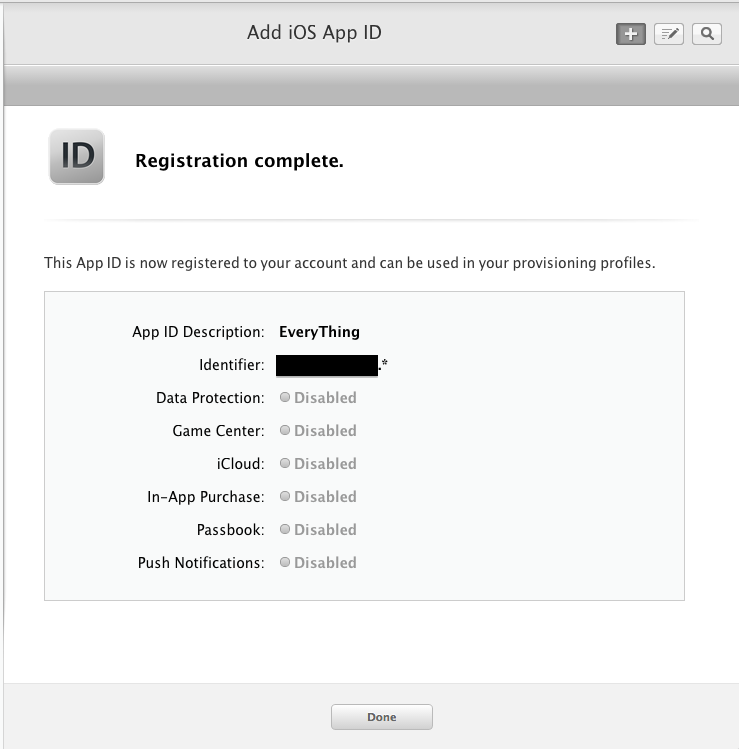 Add iOS App ID
ID
Registration complete.
This App ID is now registered to your account and can be used in your provisioning profiles.
App ID Description: EveryThing
Identifier: .*
Data Protection: Disabled
Game Center: Disabled
iCloud: Disabled
In-App Purchase: Disabled
Passbook: Disabled
Push Notifications: Disabled
Done